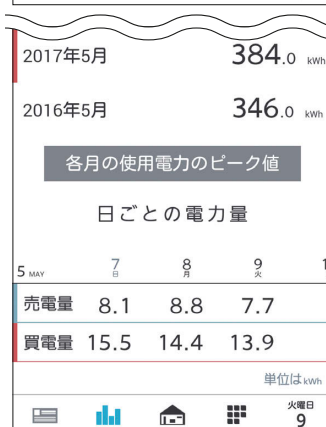 2017年5月 384.0 kWh
2016年5月 346.0 kWh
各月の使用電力のピーク値
日ごとの電力量
5 MAY 7 日 8 月 9 火 1
売電量 8.1 8.8 7.7
買電量 15.5 14.4 13.9
単位はkWh
火曜日
9